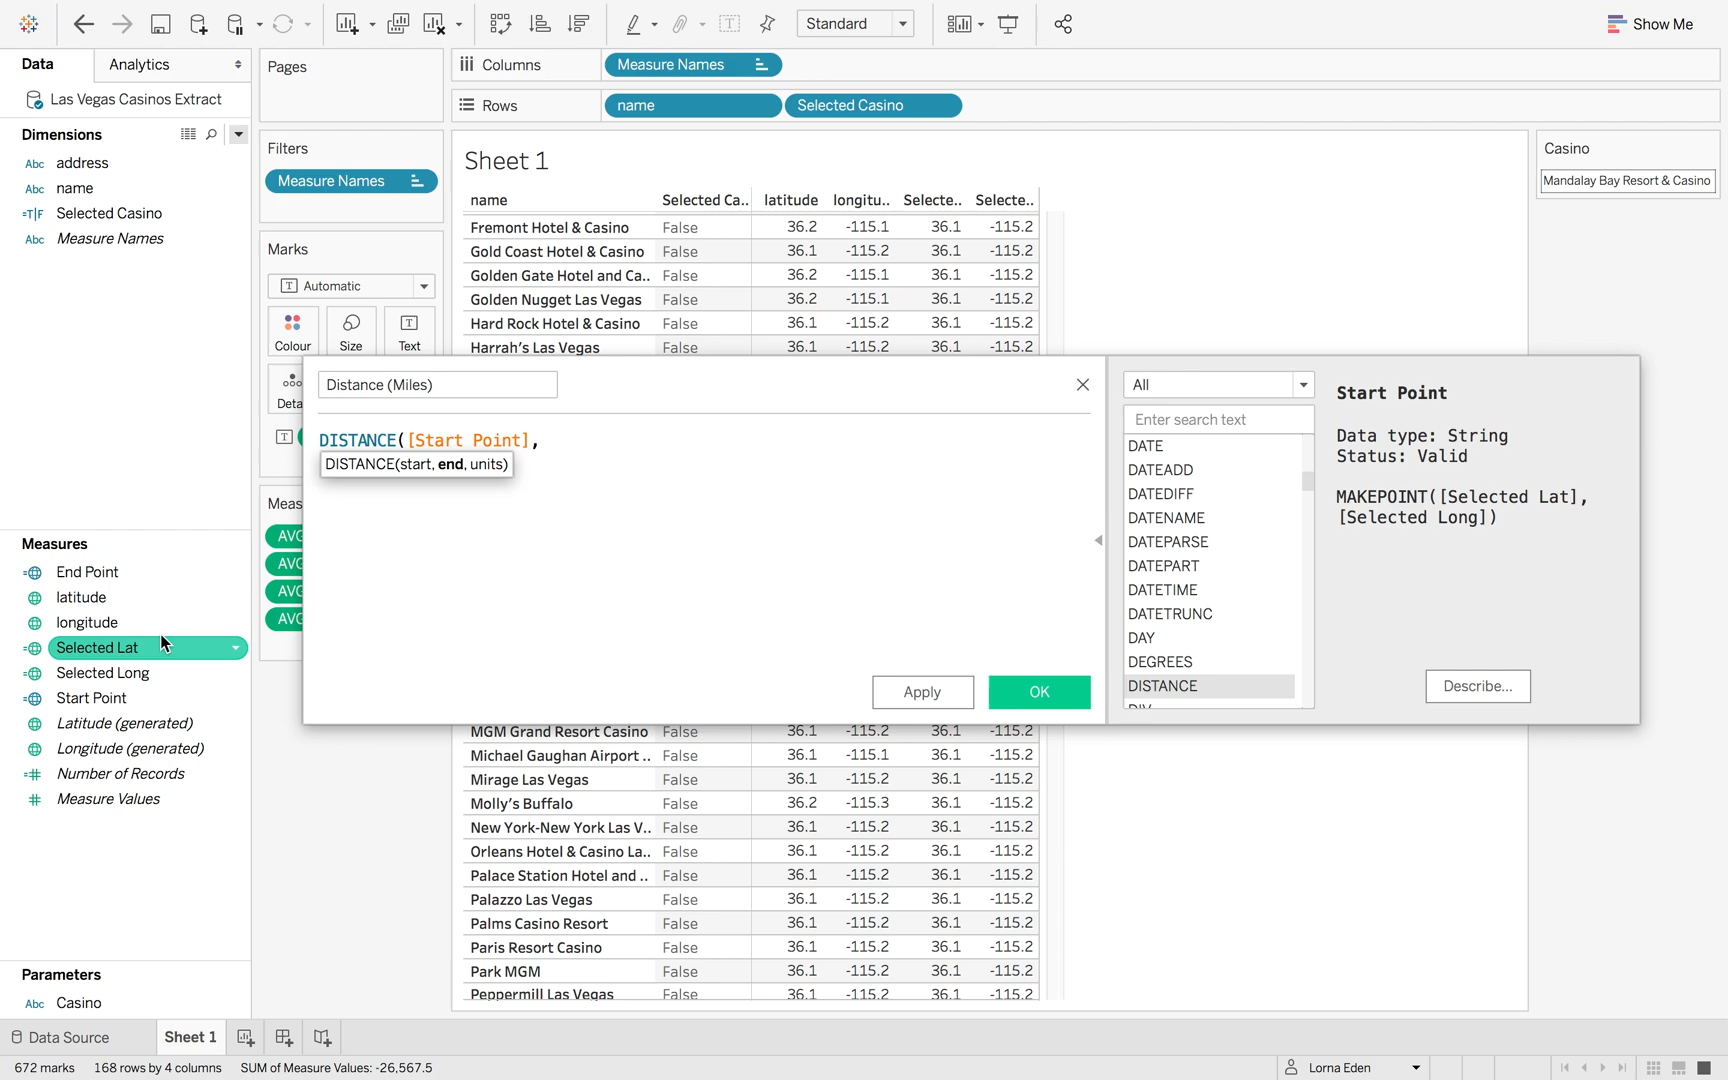 Standard
Show Me
Data
Analytics
Pages
Columns
Measure Names
Las Vegas Casinos Extract
Rows
name
Selected Casino
Dimensions
Abc address
Abc name
=T|F Selected Casino
Abc Measure Names
Filters
Measure Names
Marks
Automatic
Colour
Size
Text
Deta
Meas
AVG
AVG
AVG
AVG
Sheet 1
name Selected Ca.. latitude longitu.. Selecte.. Selecte..
Fremont Hotel & Casino False 36.2 -115.1 36.1 -115.2
Gold Coast Hotel & Casino False 36.1 -115.2 36.1 -115.2
Golden Gate Hotel and Ca.. False 36.2 -115.1 36.1 -115.2
Golden Nugget Las Vegas False 36.2 -115.1 36.1 -115.2
Hard Rock Hotel & Casino False 36.1 -115.2 36.1 -115.2
Harrah's Las Vegas False 36.1 -115.2 36.1 -115.2
Casino
Mandalay Bay Resort & Casino
Distance (Miles)
DISTANCE([Start Point],
DISTANCE(start, end, units)
Apply
OK
All
Enter search text
DATE
DATEADD
DATEDIFF
DATENAME
DATEPARSE
DATEPART
DATETIME
DATETRUNC
DAY
DEGREES
DISTANCE
DIV
Start Point
Data type: String
Status: Valid
MAKEPOINT([Selected Lat],
[Selected Long])
Describe...
MGM Grand Resort Casino False 36.1 -115.2 36.1 -115.2
Michael Gaughan Airport .. False 36.1 -115.1 36.1 -115.2
Mirage Las Vegas False 36.1 -115.2 36.1 -115.2
Molly's Buffalo False 36.2 -115.3 36.1 -115.2
New York-New York Las V.. False 36.1 -115.2 36.1 -115.2
Orleans Hotel & Casino La.. False 36.1 -115.2 36.1 -115.2
Palace Station Hotel and .. False 36.1 -115.2 36.1 -115.2
Palazzo Las Vegas False 36.1 -115.2 36.1 -115.2
Palms Casino Resort False 36.1 -115.2 36.1 -115.2
Paris Resort Casino False 36.1 -115.2 36.1 -115.2
Park MGM False 36.1 -115.2 36.1 -115.2
Peppermill Las Vegas False 36.1 -115.2 36.1 -115.2
Measures
End Point
latitude
longitude
Selected Lat
Selected Long
Start Point
Latitude (generated)
Longitude (generated)
=# Number of Records
# Measure Values
Parameters
Abc Casino
Data Source
Sheet 1
672 marks 168 rows by 4 columns SUM of Measure Values: -26,567.5
Lorna Eden